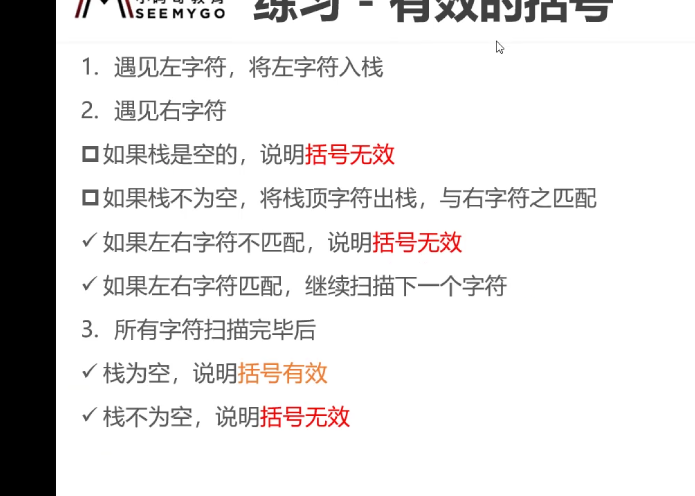 SEEMYGO
练习 - 有效的括号
1. 遇见左字符，将左字符入栈
2. 遇见右字符
如果栈是空的，说明括号无效
如果栈不为空，将栈顶字符出栈，与右字符之匹配
✓ 如果左右字符不匹配，说明括号无效
✓ 如果左右字符匹配，继续扫描下一个字符
3. 所有字符扫描完毕后
✓ 栈为空，说明括号有效
✓ 栈不为空，说明括号无效